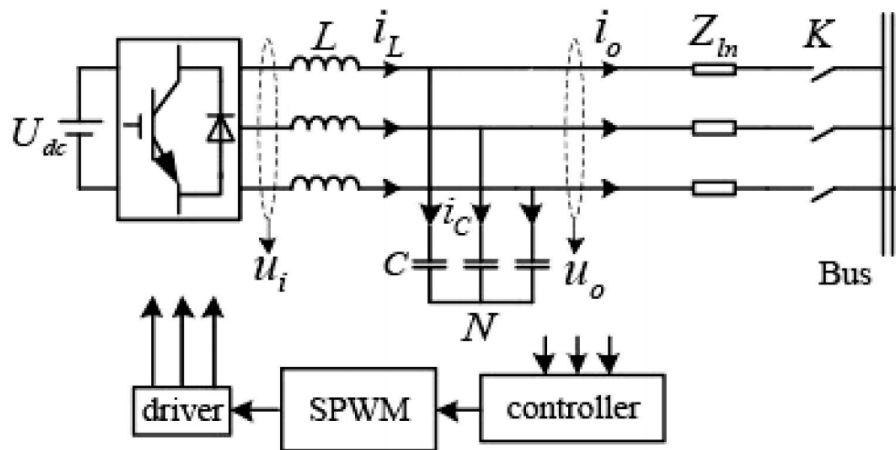 L
i_L
i_o
Z_ln
K
U_dc
i_C
u_i
C
u_o
Bus
N
driver
SPWM
controller